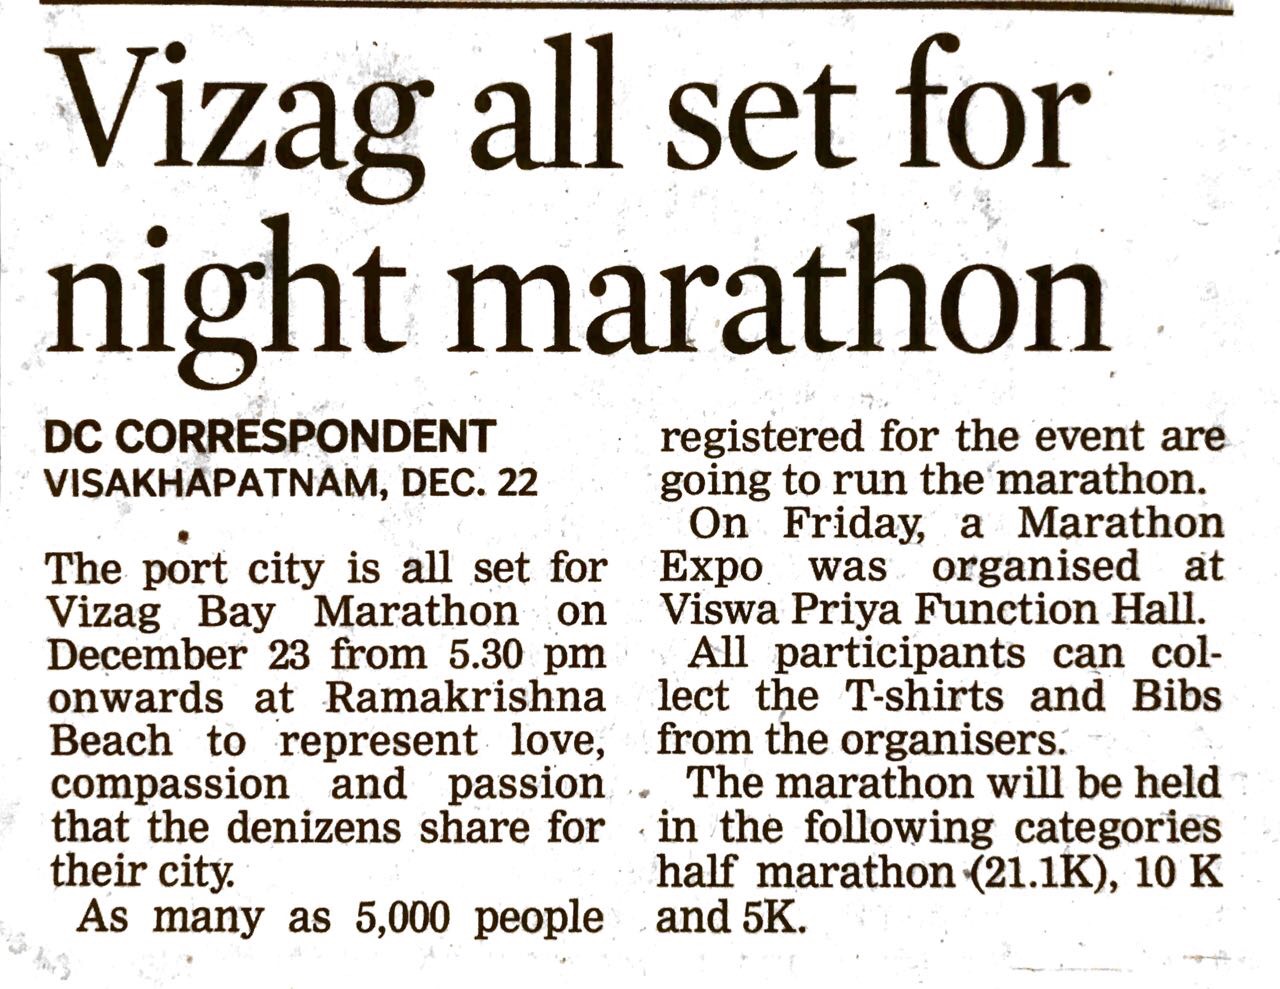 Vizag all set for
night marathon
DC CORRESPONDENT
VISAKHAPATNAM, DEC. 22
The port city is all set for
Vizag Bay Marathon on
December 23 from 5.30 pm
onwards at Ramakrishna
Beach to represent love,
compassion and passion
that the denizens share for
their city.
As many as 5,000 people
registered for the event are
going to run the marathon.
On Friday, a Marathon
Expo was organised at
Viswa Priya Function Hall.
All participants can col-
lect the T-shirts and Bibs
from the organisers.
The marathon will be held
in the following categories
half marathon (21.1K), 10 K
and 5K.